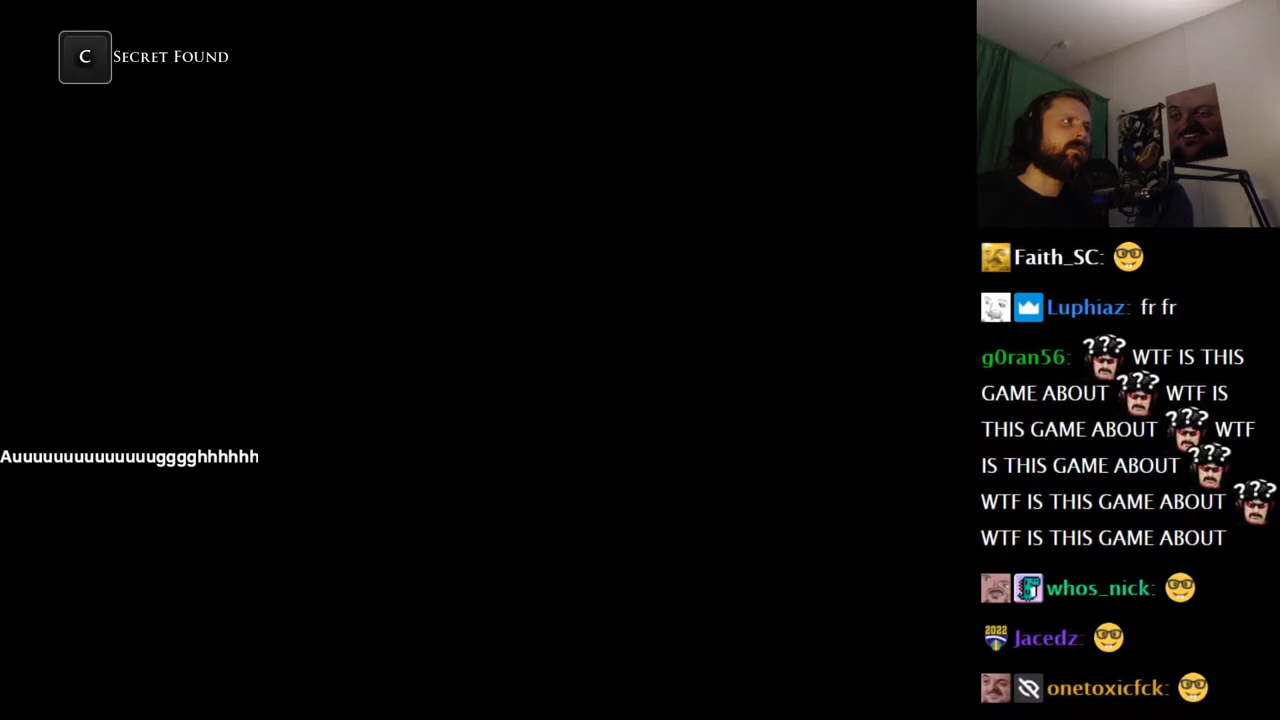 C SECRET FOUND
Auuuuuuuuuuuuuggggghhhhhh
Faith_SC:
Luphiaz: fr fr
g0ran56: ??? WTF IS THIS
GAME ABOUT ??? WTF IS
THIS GAME ABOUT ??? WTF
IS THIS GAME ABOUT ???
WTF IS THIS GAME ABOUT ???
WTF IS THIS GAME ABOUT
whos_nick:
2022 Jacedz:
onetoxicfck: